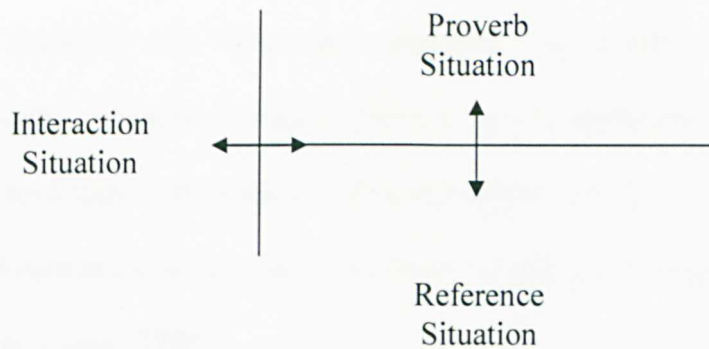 Proverb
Situation
Interaction
Situation
Reference
Situation